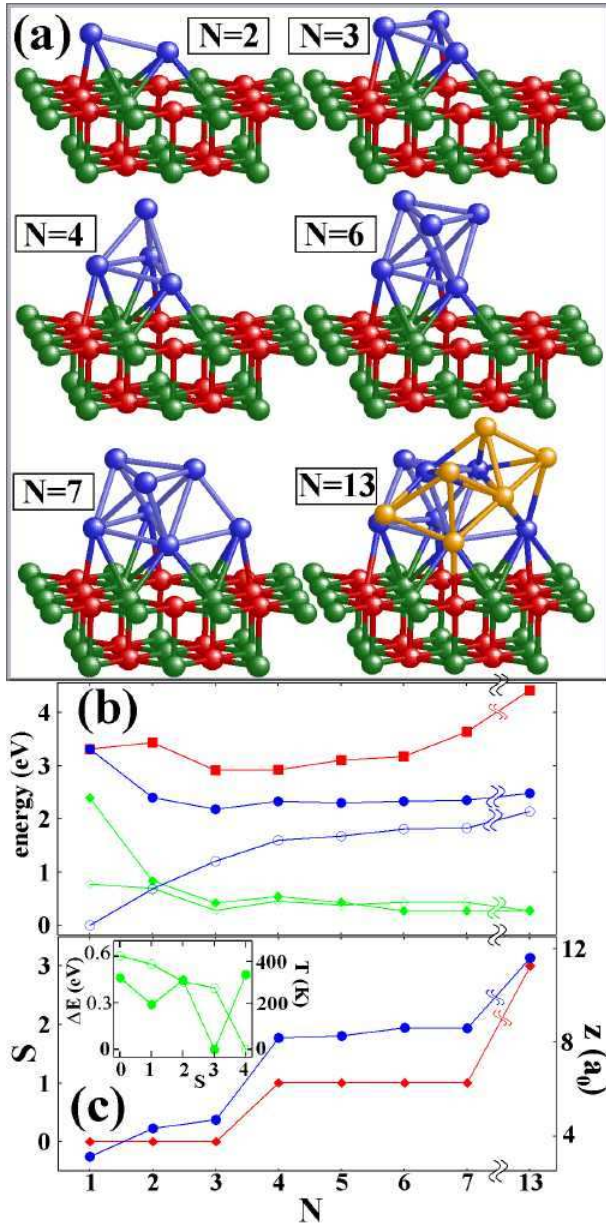 (a) N=2 N=3
N=4 N=6
N=7 N=13
(b)
energy (eV)
4
3
2
1
0
(c)
S
3
2
1
0
ΔE (eV)
0.6
0.3
0
T (K)
400
200
0
0 1 2 3 4
S
z (a₀)
12
8
4
1 2 3 4 5 6 7 13
N